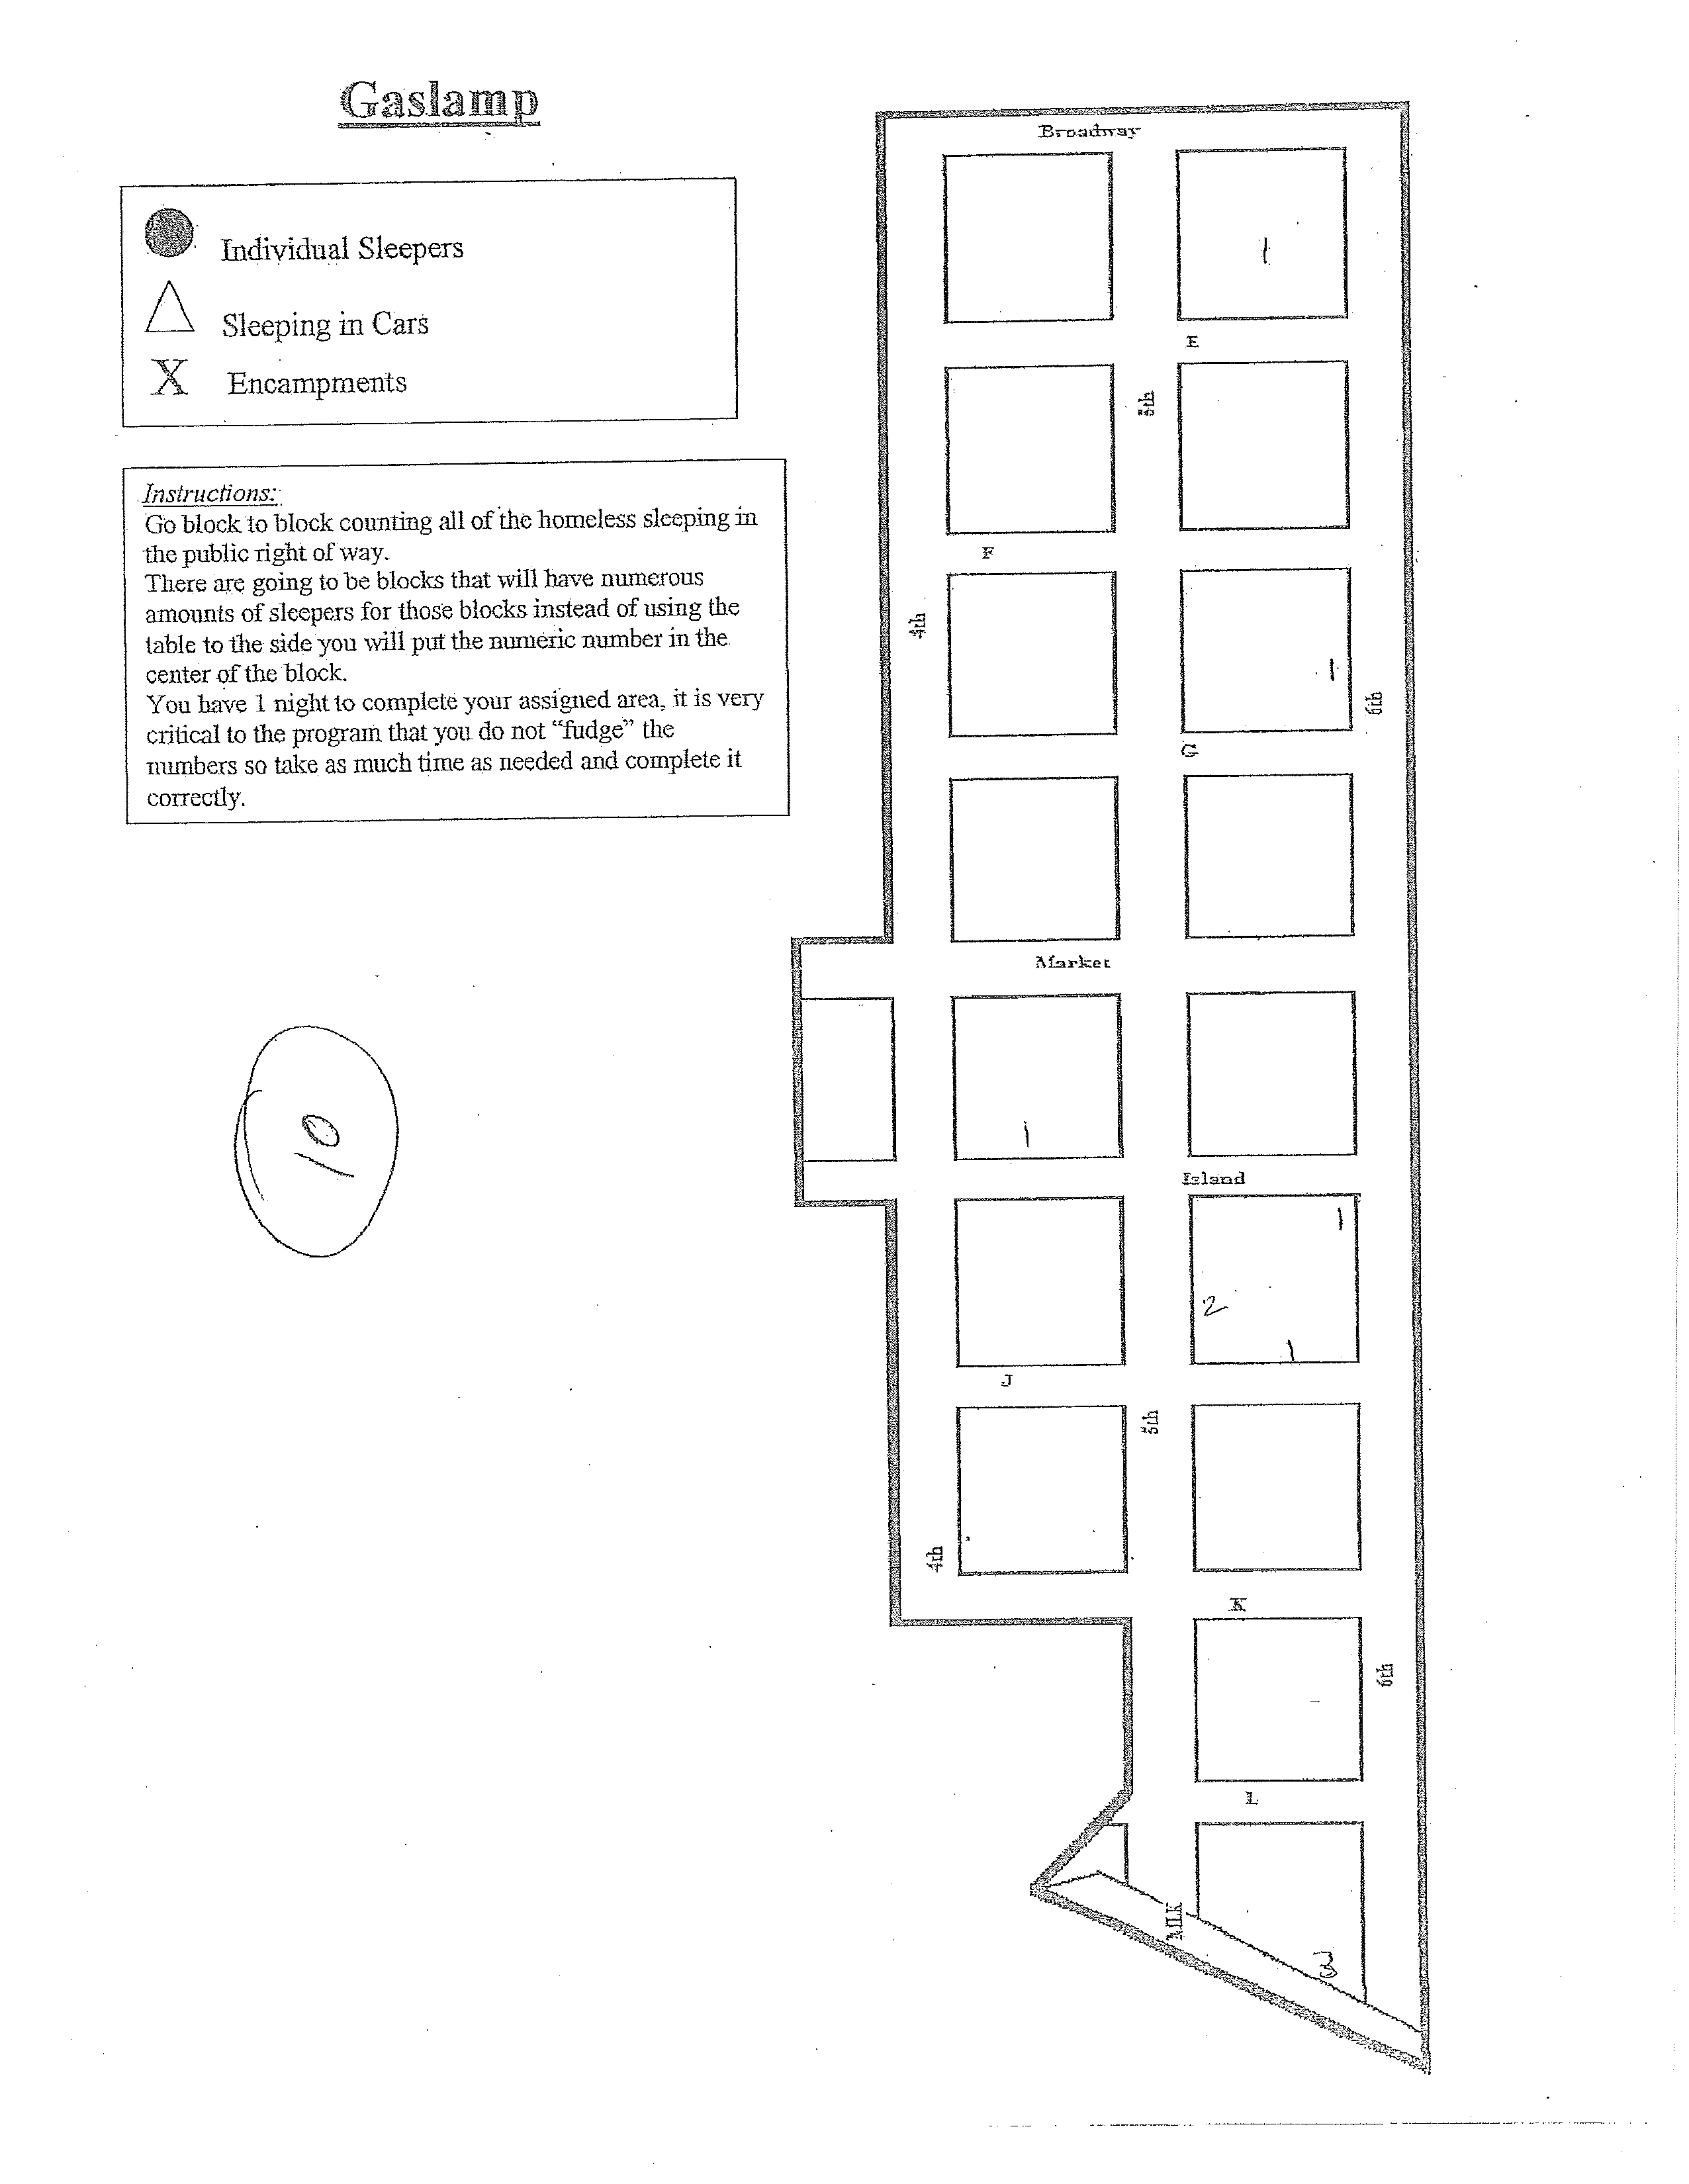 Gaslamp
Individual Sleepers
Sleeping in Cars
X Encampments
Instructions:
Go block to block counting all of the homeless sleeping in
the public right of way.
There are going to be blocks that will have numerous
amounts of sleepers for those blocks instead of using the
table to the side you will put the numeric number in the
center of the block.
You have 1 night to complete your assigned area, it is very
critical to the program that you do not “fudge” the
numbers so take as much time as needed and complete it
correctly.
10
Broadway
1
E
5th
F
4th
1
6th
G
Market
1
Island
1
2
1
J
5th
4th
K
6th
L
MLK
3